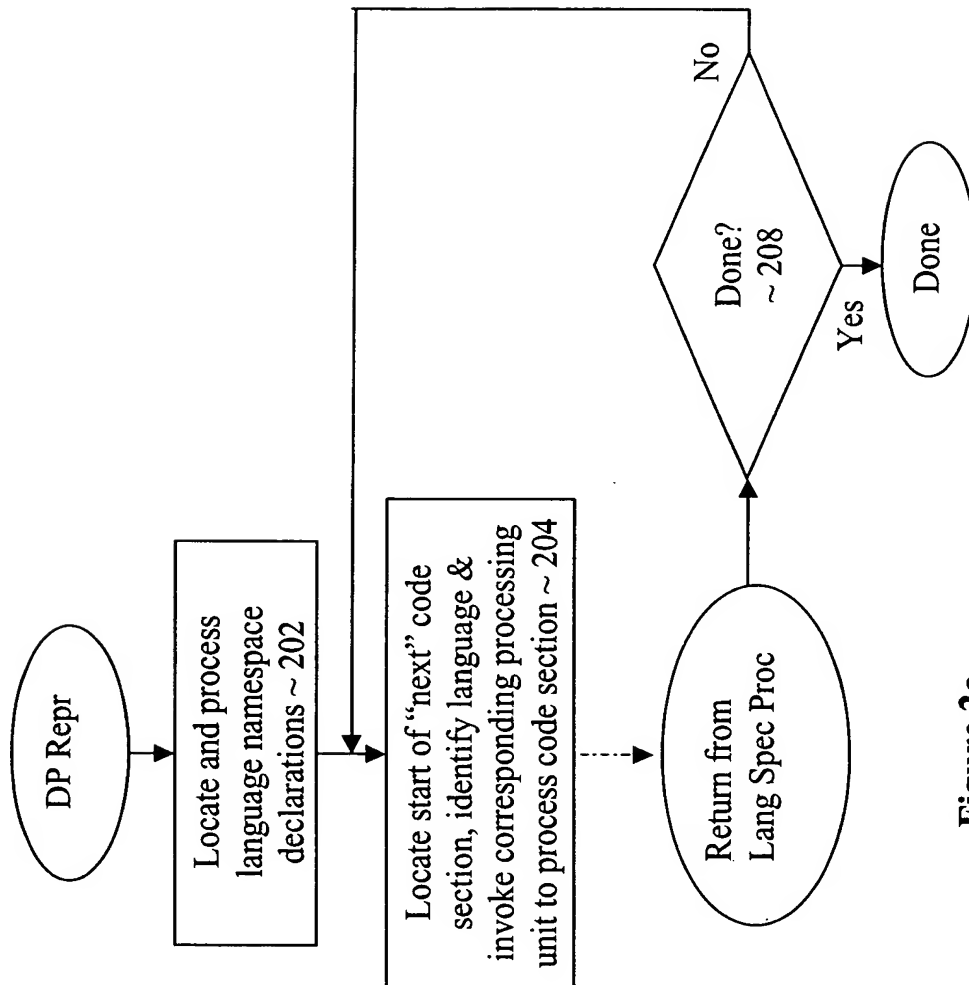 DP Repr
Locate and process
language namespace
declarations ~ 202
Locate start of “next” code
section, identify language &
invoke corresponding processing
unit to process code section ~ 204
Return from
Lang Spec Proc
Done?
~ 208
No
Yes
Done